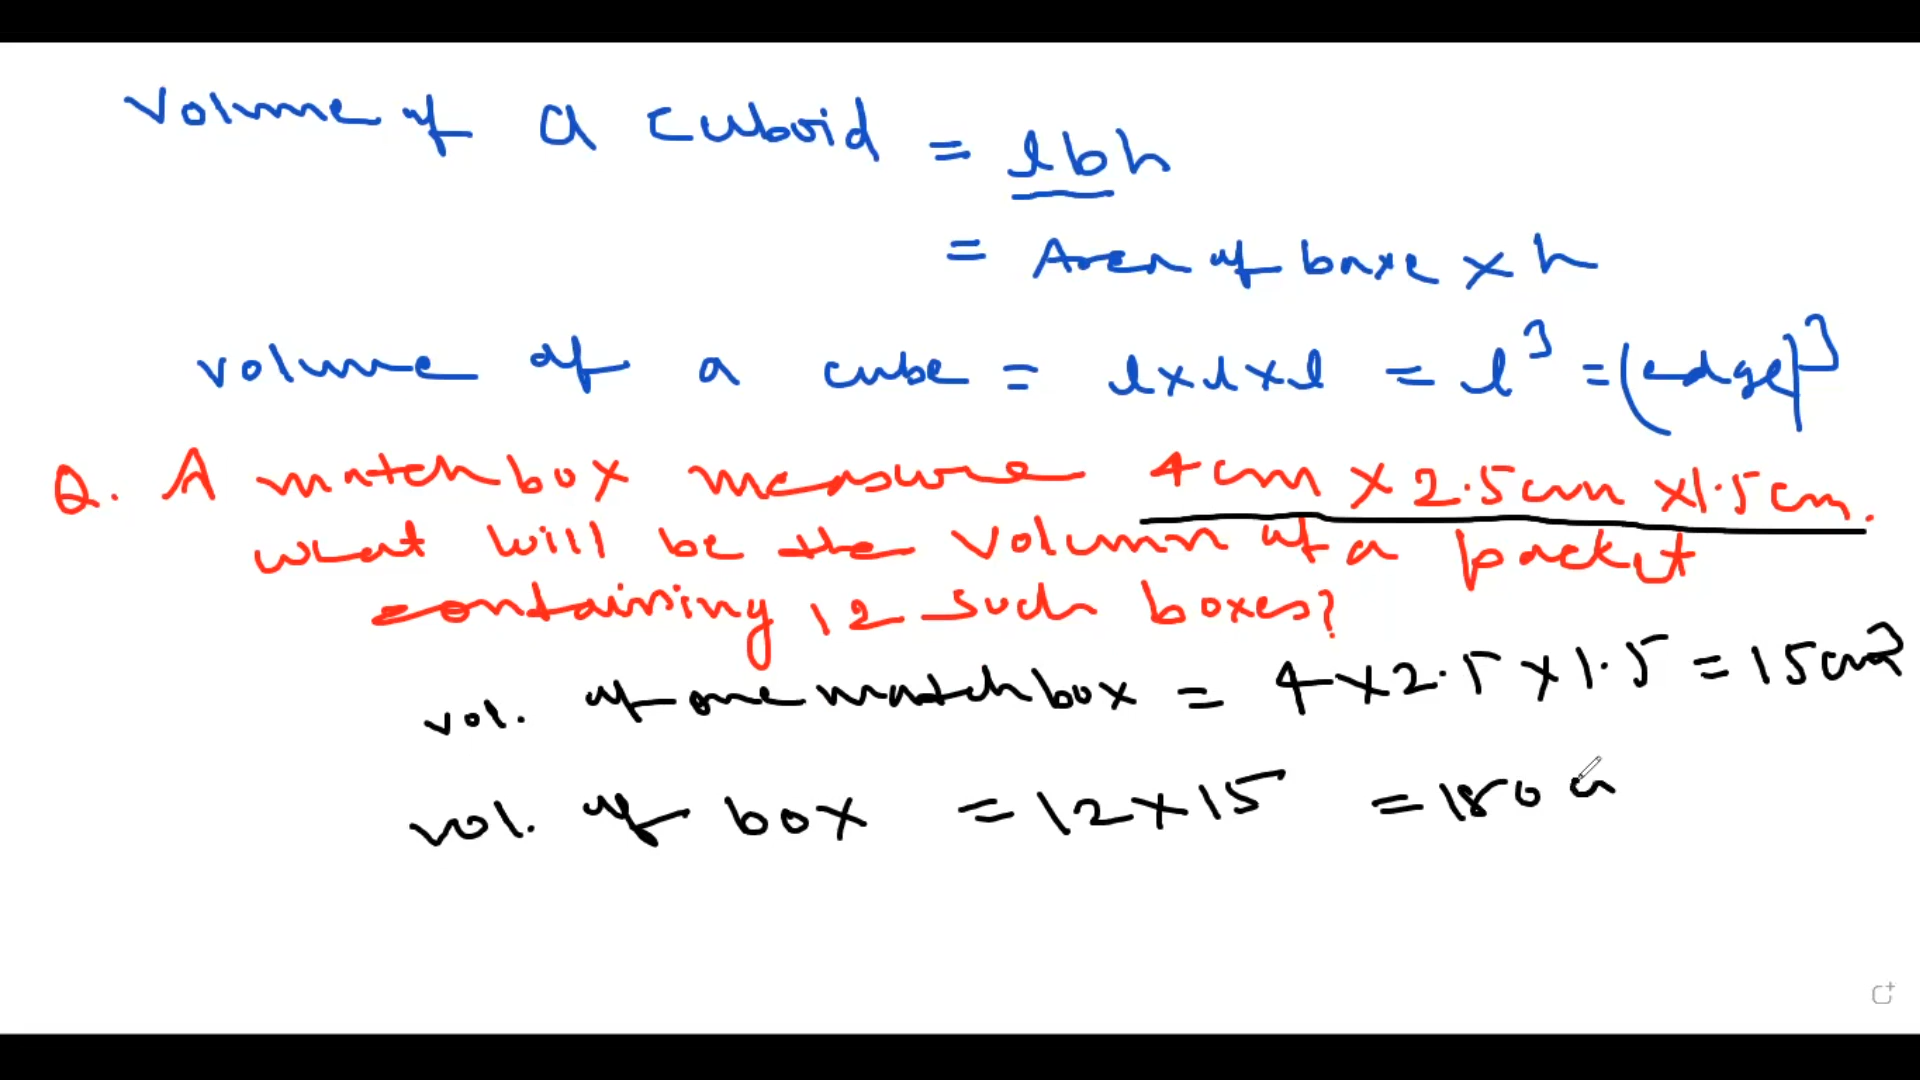 Volume of a cuboid = lbh
= Area of base × h
volume of a cube = l×l×l = l³ = (edge)³
Q. A matchbox measure 4cm × 2.5cm ×1.5cm.
what will be the volumn of a packet
containing 12 such boxes?
vol. of one matchbox = 4×2.5×1.5 = 15cm³
vol. of box = 12×15 = 180 c